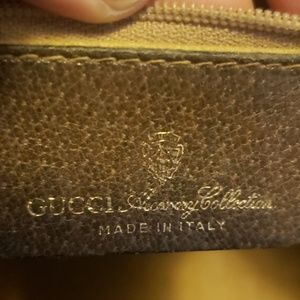 GUCCI Accessory Collection
MADE IN ITALY